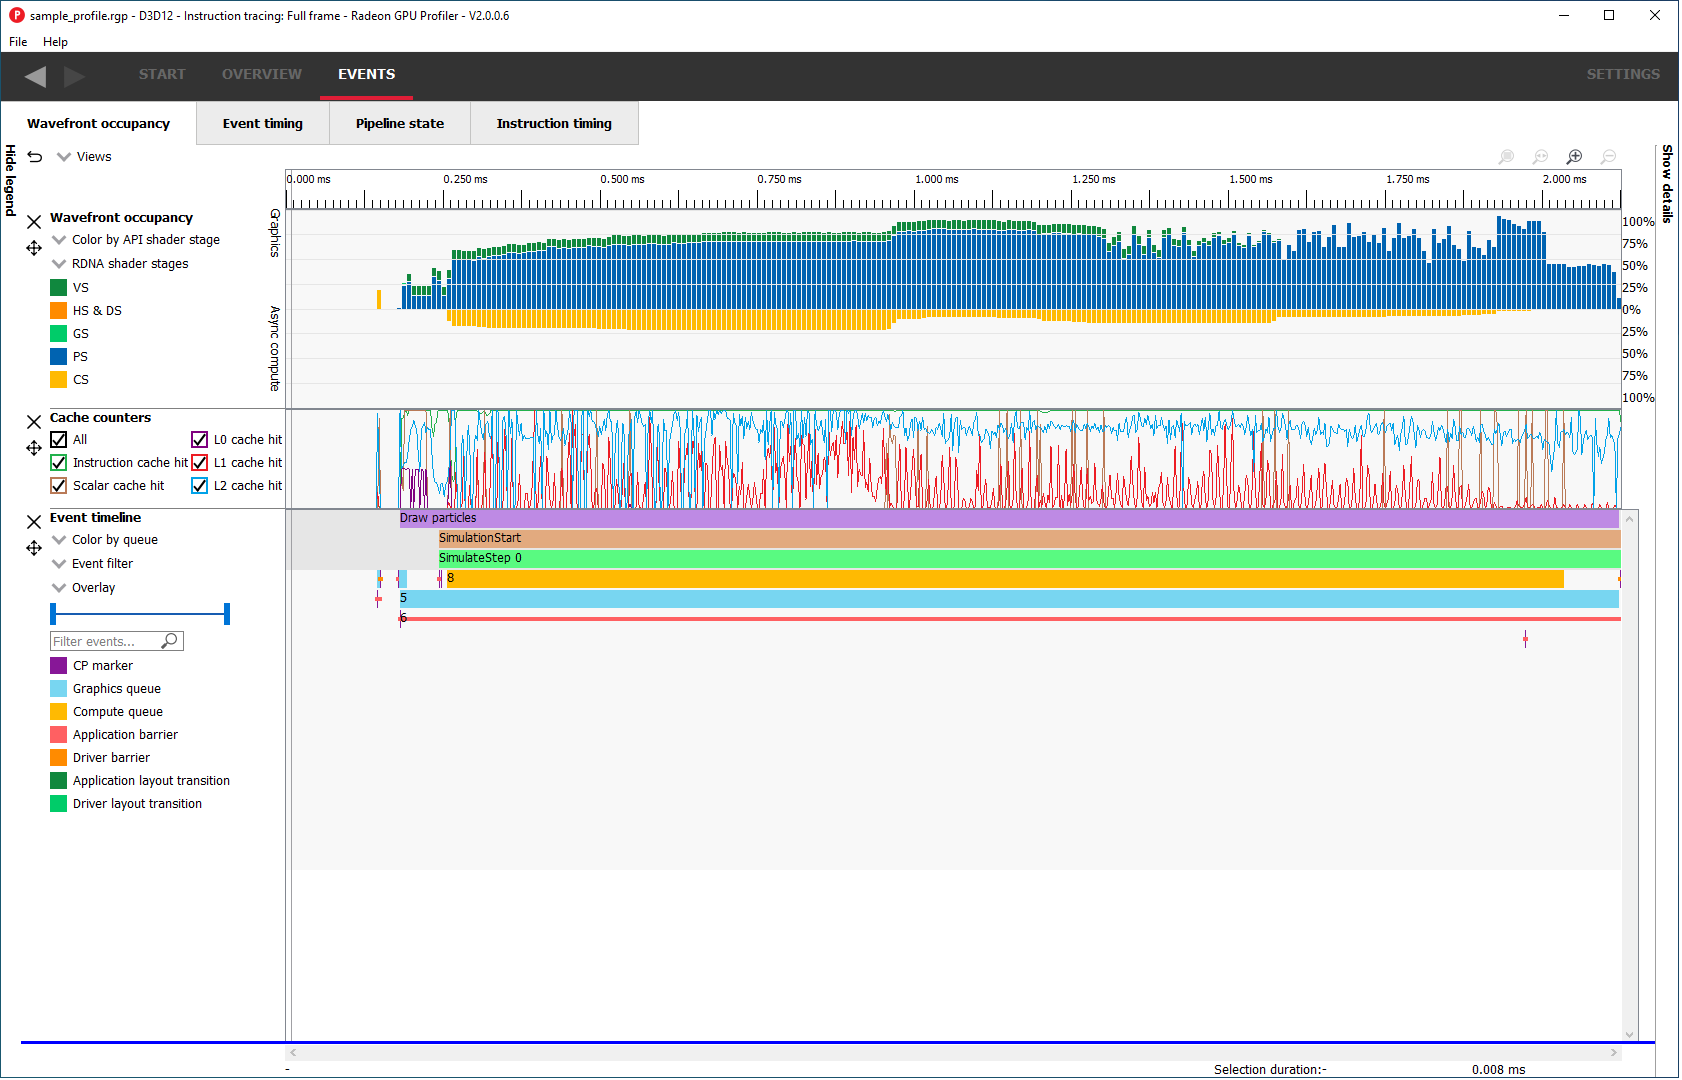 sample_profile.rgp - D3D12 - Instruction tracing: Full frame - Radeon GPU Profiler - V2.0.0.6
File Help
START OVERVIEW EVENTS SETTINGS
Wavefront occupancy Event timing Pipeline state Instruction timing
Hide legend
Views
Show details
0.000 ms 0.250 ms 0.500 ms 0.750 ms 1.000 ms 1.250 ms 1.500 ms 1.750 ms 2.000 ms
Wavefront occupancy
Color by API shader stage
RDNA shader stages
VS
HS & DS
GS
PS
CS
Graphics
Async compute
100%
75%
50%
25%
0%
25%
50%
75%
100%
Cache counters
All L0 cache hit
Instruction cache hit L1 cache hit
Scalar cache hit L2 cache hit
Event timeline
Color by queue
Event filter
Overlay
Filter events...
CP marker
Graphics queue
Compute queue
Application barrier
Driver barrier
Application layout transition
Driver layout transition
Draw particles
SimulationStart
SimulateStep 0
8
5
6
- Selection duration:- 0.008 ms